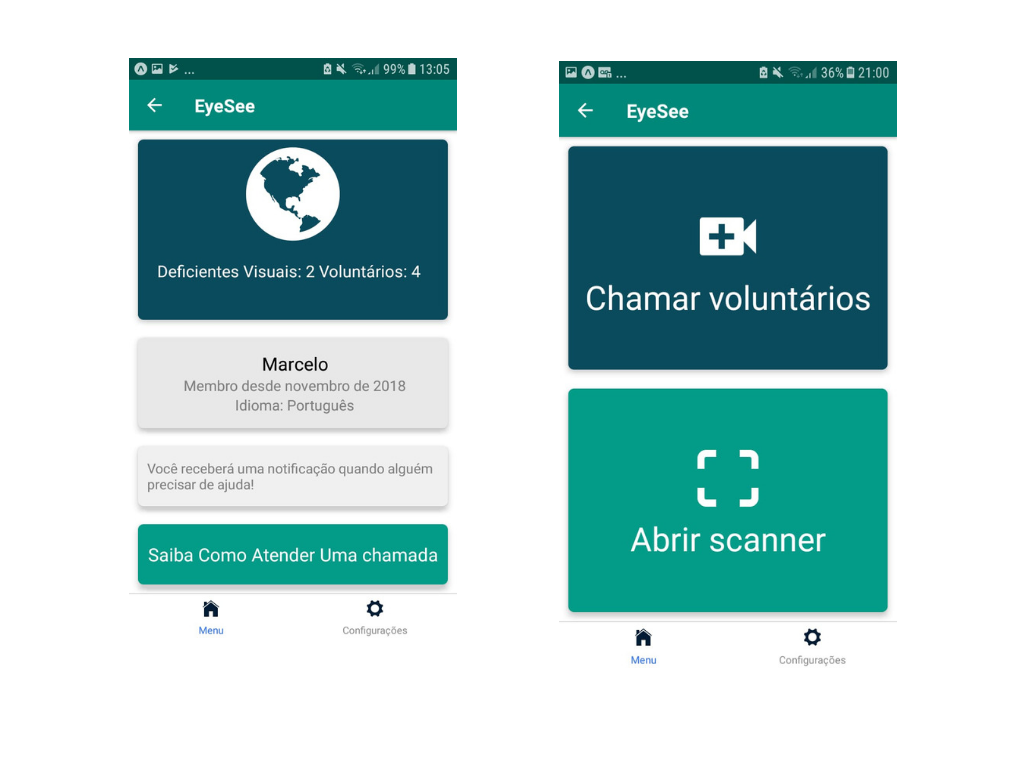 ... 99% 13:05
EyeSee
Deficientes Visuais: 2 Voluntários: 4
Marcelo
Membro desde novembro de 2018
Idioma: Português
Você receberá uma notificação quando alguém
precisar de ajuda!
Saiba Como Atender Uma chamada
Menu
Configurações
... 36% 21:00
EyeSee
Chamar voluntários
Abrir scanner
Menu
Configurações